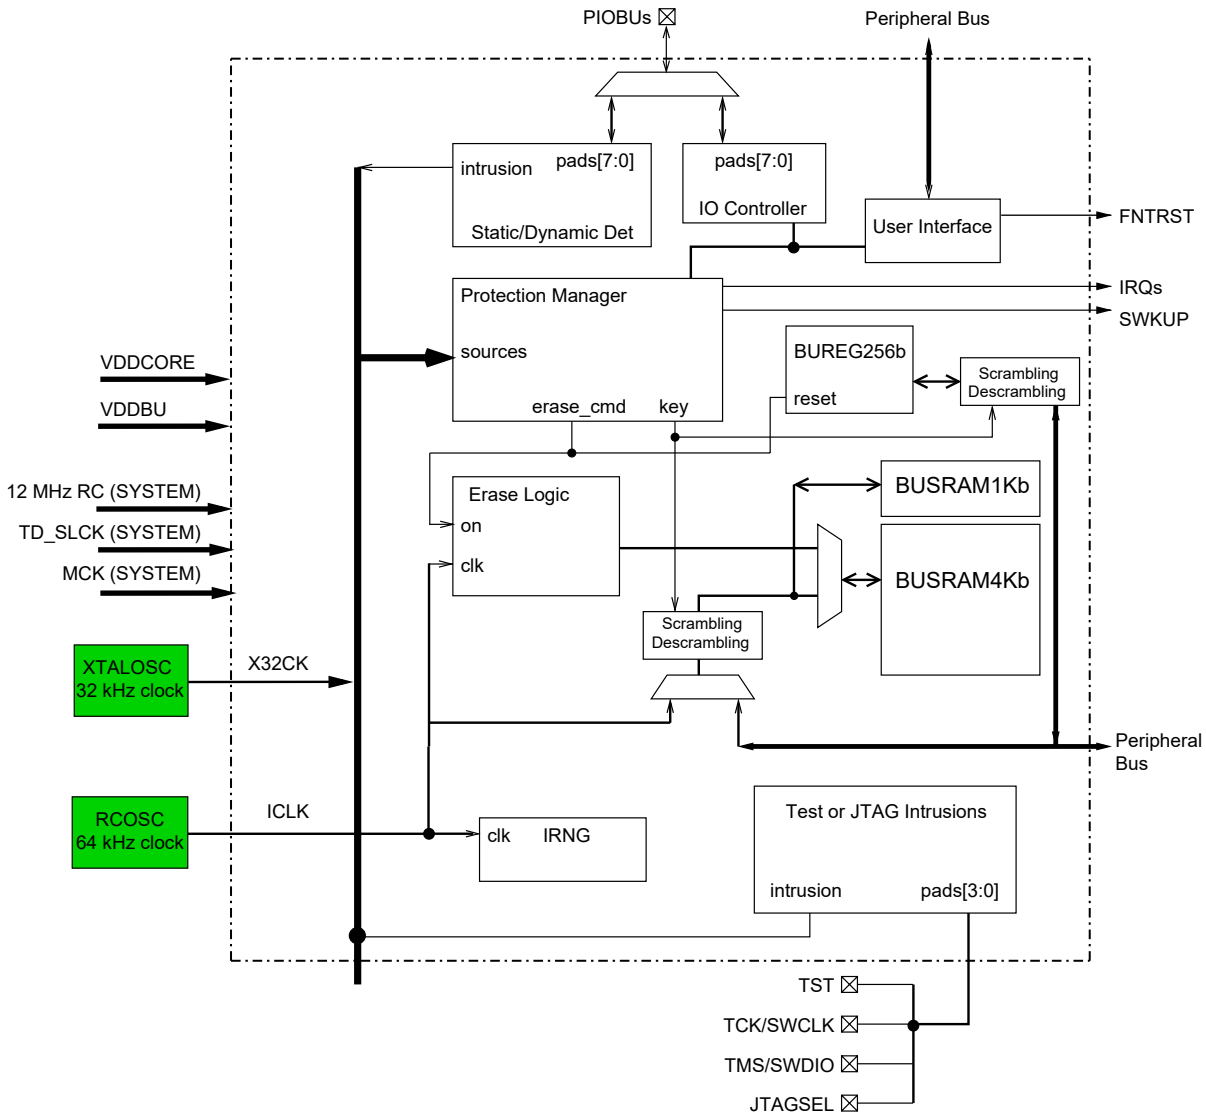 PIOBUs
Peripheral Bus
intrusion
pads[7:0]
Static/Dynamic Det
pads[7:0]
IO Controller
User Interface
FNTRST
Protection Manager
IRQs
SWKUP
sources
erase_cmd
key
BUREG256b
reset
Scrambling
Descrambling
VDDCORE
VDDBU
12 MHz RC (SYSTEM)
TD_SLCK (SYSTEM)
MCK (SYSTEM)
Erase Logic
on
clk
BUSRAM1Kb
BUSRAM4Kb
Scrambling
Descrambling
XTALOSC
32 kHz clock
X32CK
Peripheral
Bus
RCOSC
64 kHz clock
ICLK
clk
IRNG
Test or JTAG Intrusions
intrusion
pads[3:0]
TST
TCK/SWCLK
TMS/SWDIO
JTAGSEL